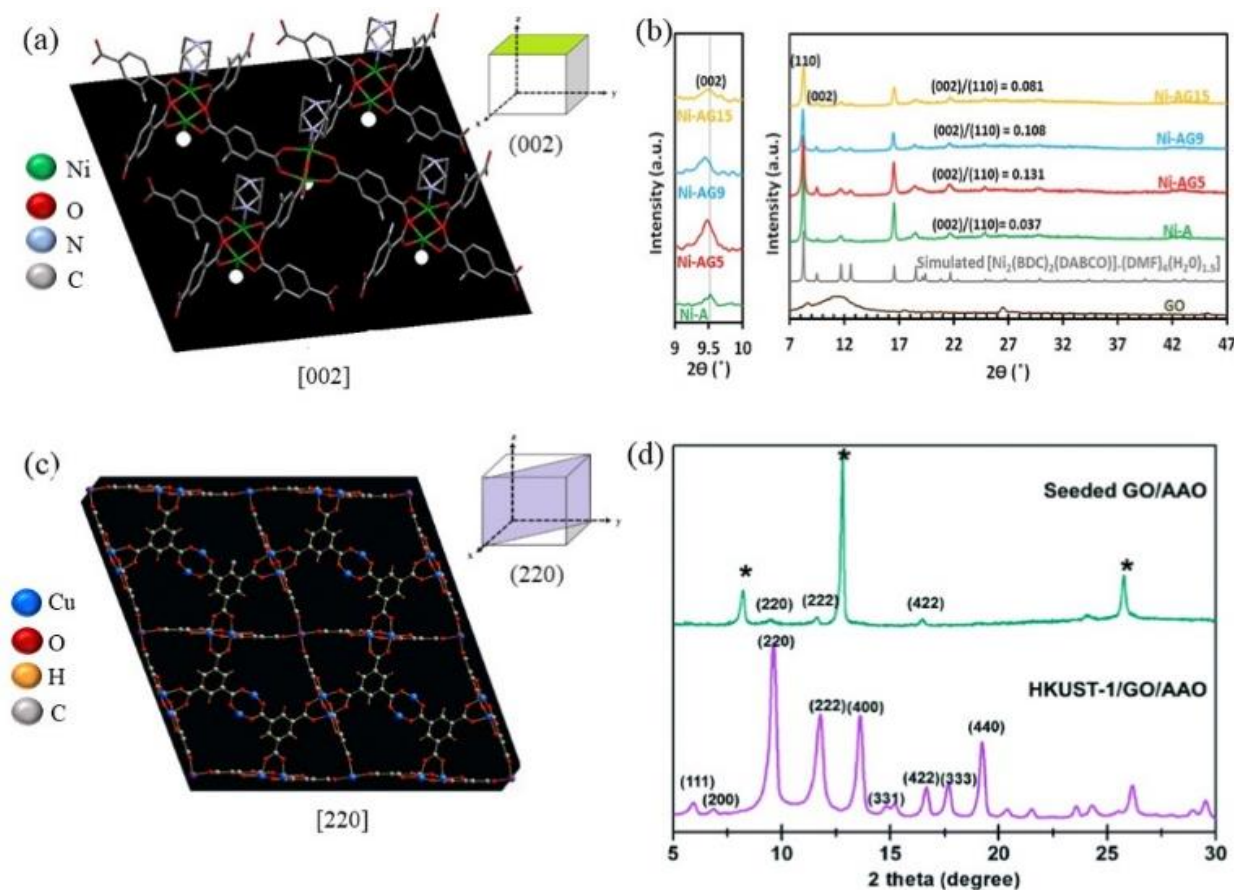 (a)
Ni
O
N
C
z
x
y
(002)
[002]
(b)
Intensity (a.u.)
(002)
Ni-AG15
Ni-AG9
Ni-AG5
Ni-A
9 9.5 10
2Θ (˚)
Intensity (a.u.)
(110)
(002)
(002)/(110) = 0.081 Ni-AG15
(002)/(110) = 0.108 Ni-AG9
(002)/(110) = 0.131 Ni-AG5
(002)/(110)= 0.037 Ni-A
Simulated [Ni₂(BDC)₂(DABCO)].(DMF)₄(H₂0)₁.₅]
GO
7 12 17 22 27 32 37 42 47
2Θ (˚)
(c)
Cu
O
H
C
z
x
y
(220)
[220]
(d)
* * *
Seeded GO/AAO
(220) (222) (422)
HKUST-1/GO/AAO
(111) (200) (220) (222) (400) (331) (422) (333) (440)
5 10 15 20 25 30
2 theta (degree)